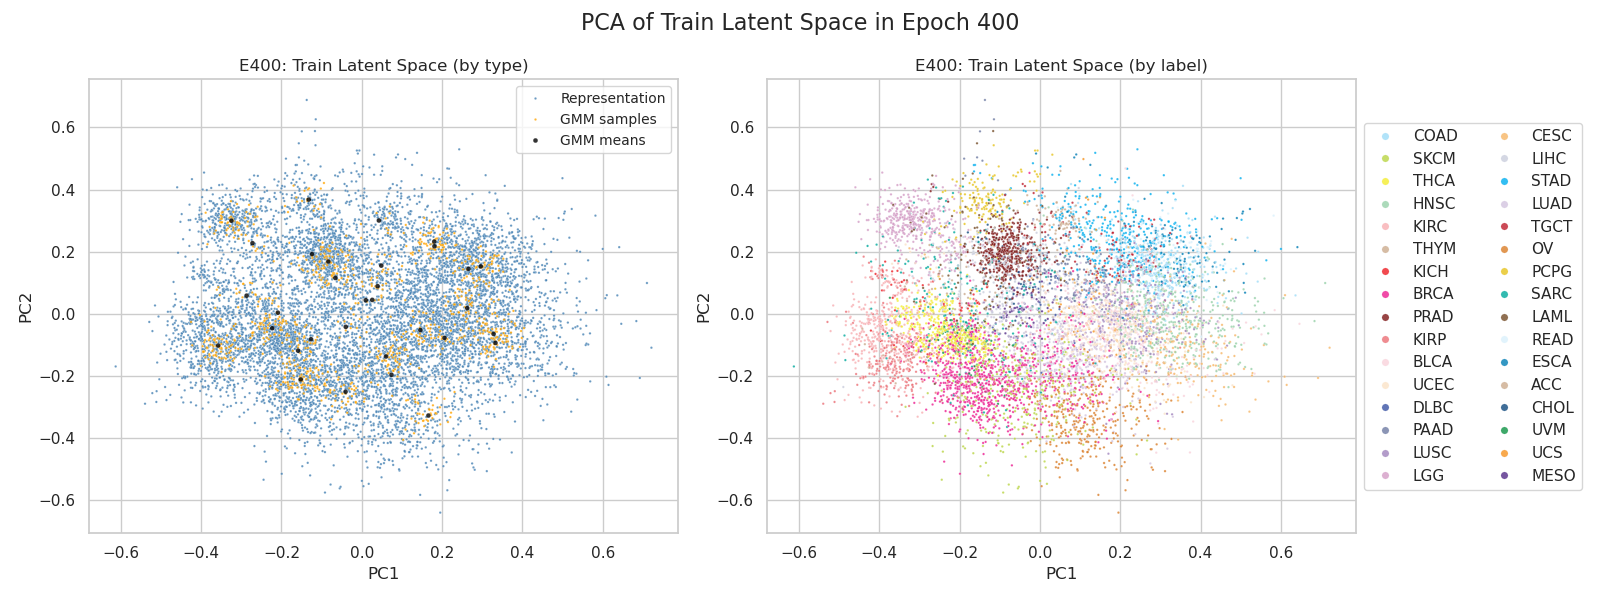 PCA of Train Latent Space in Epoch 400
E400: Train Latent Space (by type)
Representation
GMM samples
GMM means
0.6
0.4
0.2
0.0
−0.2
−0.4
−0.6
PC2
−0.6 −0.4 −0.2 0.0 0.2 0.4 0.6
PC1
E400: Train Latent Space (by label)
0.6
0.4
0.2
0.0
−0.2
−0.4
−0.6
PC2
−0.6 −0.4 −0.2 0.0 0.2 0.4 0.6
PC1
COAD
SKCM
THCA
HNSC
KIRC
THYM
KICH
BRCA
PRAD
KIRP
BLCA
UCEC
DLBC
PAAD
LUSC
LGG
CESC
LIHC
STAD
LUAD
TGCT
OV
PCPG
SARC
LAML
READ
ESCA
ACC
CHOL
UVM
UCS
MESO